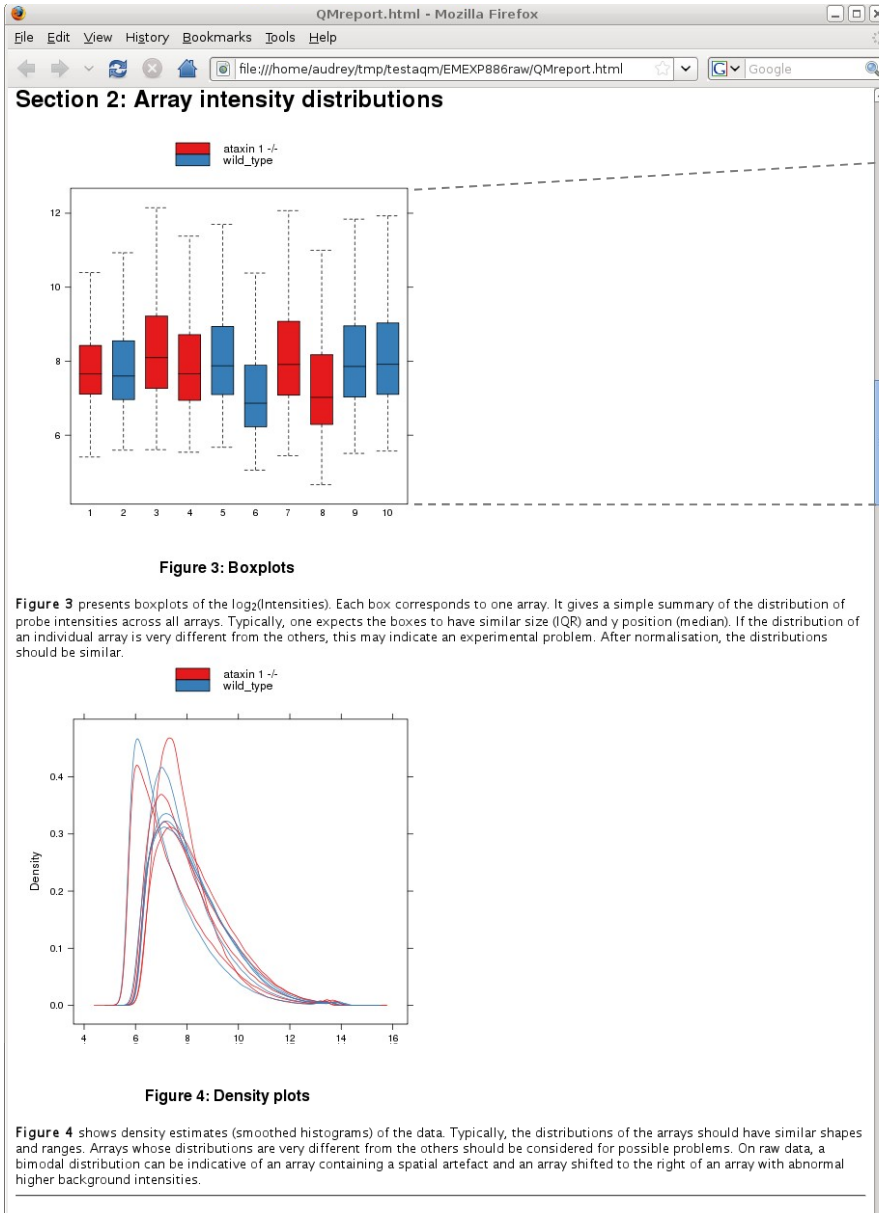 QMreport.html - Mozilla Firefox
File Edit View History Bookmarks Tools Help
file:///home/audrey/tmp/testaqm/EMEXP886raw/QMreport.html
G Google
Section 2: Array intensity distributions
ataxin 1 -/-
wild_type
12
10
8
6
1 2 3 4 5 6 7 8 9 10
Figure 3: Boxplots
Figure 3 presents boxplots of the log2(Intensities). Each box corresponds to one array. It gives a simple summary of the distribution of
probe intensities across all arrays. Typically, one expects the boxes to have similar size (IQR) and y position (median). If the distribution of
an individual array is very different from the others, this may indicate an experimental problem. After normalisation, the distributions
should be similar.
ataxin 1 -/-
wild_type
Density
0.4
0.3
0.2
0.1
0.0
4 6 8 10 12 14 16
Figure 4: Density plots
Figure 4 shows density estimates (smoothed histograms) of the data. Typically, the distributions of the arrays should have similar shapes
and ranges. Arrays whose distributions are very different from the others should be considered for possible problems. On raw data, a
bimodal distribution can be indicative of an array containing a spatial artefact and an array shifted to the right of an array with abnormal
higher background intensities.